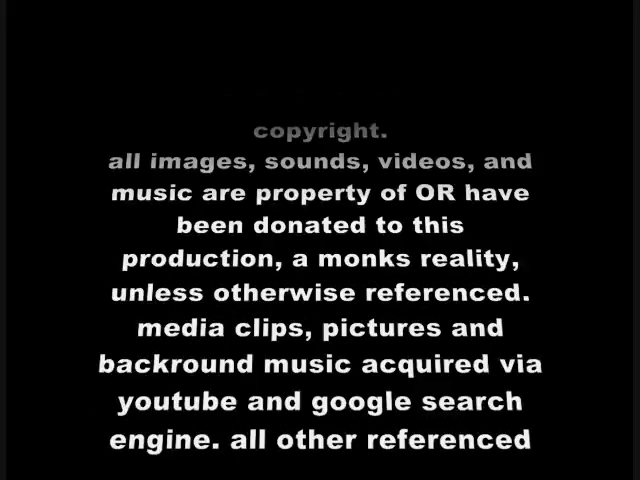 copyright.
all images, sounds, videos, and
music are property of OR have
been donated to this
production, a monks reality,
unless otherwise referenced.
media clips, pictures and
backround music acquired via
youtube and google search
engine. all other referenced